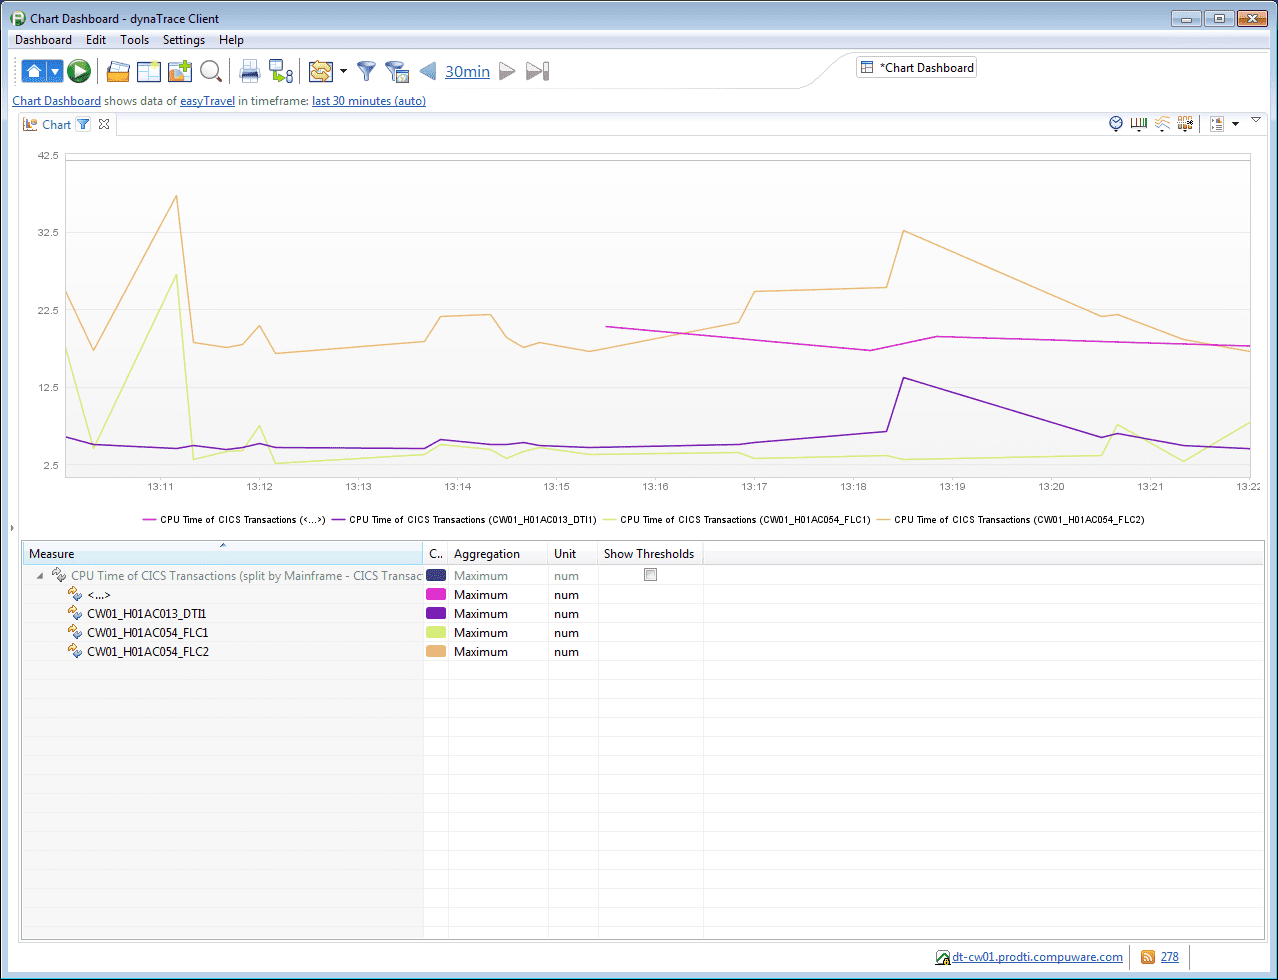 Chart Dashboard - dynaTrace Client
Dashboard Edit Tools Settings Help
30min
*Chart Dashboard
Chart Dashboard shows data of easyTravel in timeframe: last 30 minutes (auto)
Chart
42.5
32.5
22.5
12.5
2.5
13:11 13:12 13:13 13:14 13:15 13:16 13:17 13:18 13:19 13:20 13:21 13:22
CPU Time of CICS Transactions (<...>) CPU Time of CICS Transactions (CW01_H01AC013_DTI1) CPU Time of CICS Transactions (CW01_H01AC054_FLC1) CPU Time of CICS Transactions (CW01_H01AC054_FLC2)
Measure C.. Aggregation Unit Show Thresholds
CPU Time of CICS Transactions (split by Mainframe - CICS Transac Maximum num
<...> Maximum num
CW01_H01AC013_DTI1 Maximum num
CW01_H01AC054_FLC1 Maximum num
CW01_H01AC054_FLC2 Maximum num
dt-cw01.prodti.compuware.com 278